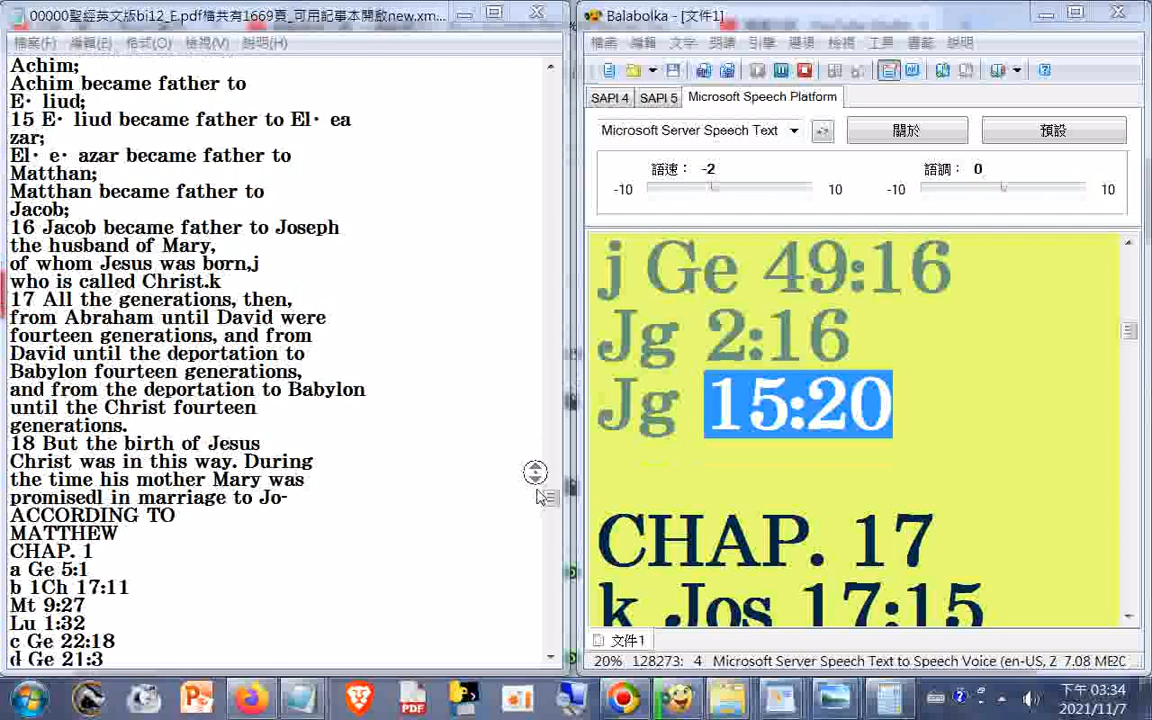 00000聖經英文版bi12_E.pdf檔共有1669頁_可用記事本開啟new.xm...
檔案(F) 編輯(E) 格式(O) 檢視(V) 說明(H)
Achim;
Achim became father to
E·liud;
15 E·liud became father to El·ea
zar;
El·e·azar became father to
Matthan;
Matthan became father to
Jacob;
16 Jacob became father to Joseph
the husband of Mary,
of whom Jesus was born,j
who is called Christ.k
17 All the generations, then,
from Abraham until David were
fourteen generations, and from
David until the deportation to
Babylon fourteen generations,
and from the deportation to Babylon
until the Christ fourteen
generations.
18 But the birth of Jesus
Christ was in this way. During
the time his mother Mary was
promisedl in marriage to Jo-
ACCORDING TO
MATTHEW
CHAP. 1
a Ge 5:1
b 1Ch 17:11
Mt 9:27
Lu 1:32
c Ge 22:18
d Ge 21:3
Balabolka - [文件1]
檔案 編輯 文字 朗讀 引擎 選項 檢視 工具 書籤 說明
SAPI 4 SAPI 5 Microsoft Speech Platform
Microsoft Server Speech Text
關於
預設
語速： -2
語調： 0
-10 10 -10 10
j Ge 49:16
Jg 2:16
Jg 15:20
CHAP. 17
k Jos 17:15
文件1
20% 128273: 4 Microsoft Server Speech Text to Speech Voice (en-US, Z 7.08 ME2C
PDF
下午 03:34
2021/11/7